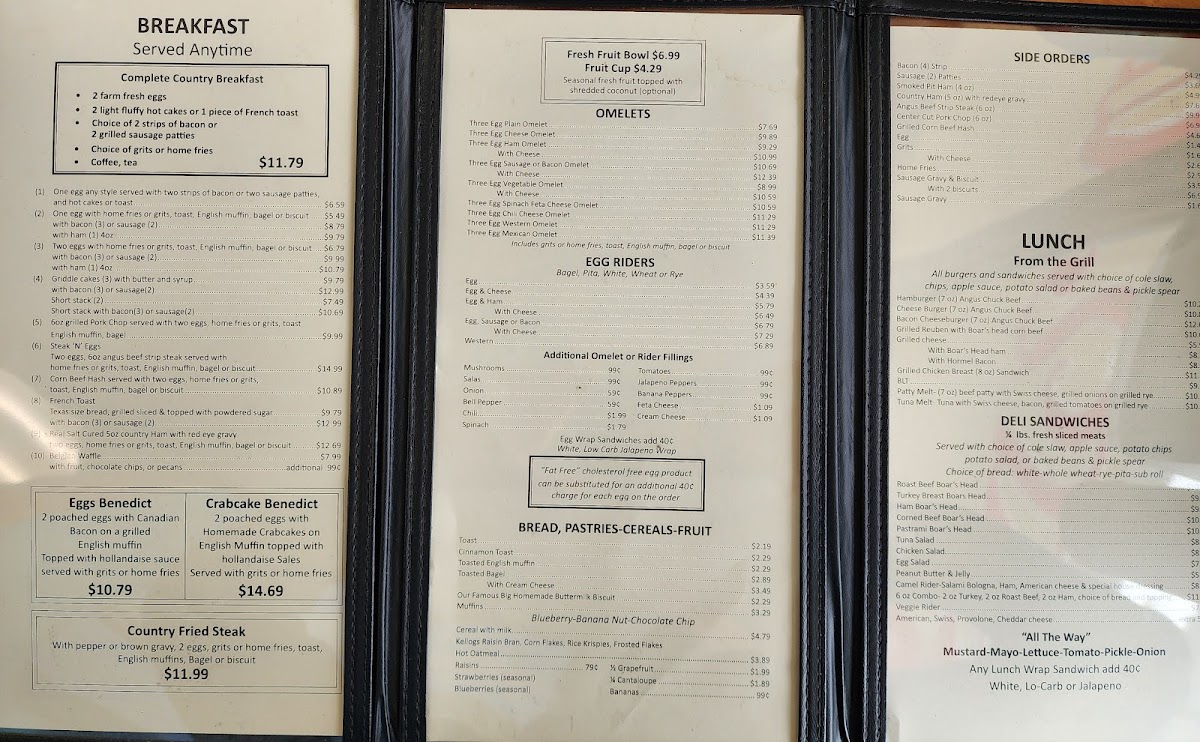 BREAKFAST
Served Anytime
Complete Country Breakfast
• 2 farm fresh eggs
• 2 light fluffy hot cakes or 1 piece of French toast
• Choice of 2 strips of bacon or
2 grilled sausage patties
• Choice of grits or home fries
• Coffee, tea $11.79
(1) One egg any style served with two strips of bacon or two sausage patties,
and hot cakes or toast $6.59
(2) One egg with home fries or grits, toast, English muffin, bagel or biscuit $5.49
with bacon (3) or sausage (2) $8.79
with ham (1) 4oz $9.79
(3) Two eggs with home fries or grits, toast, English muffin, bagel or biscuit $6.79
with bacon (3) or sausage (2) $9.99
with ham (1) 4oz $10.79
(4) Griddle cakes (3) with butter and syrup $9.79
with bacon (3) or sausage(2) $12.99
Short stack (2) $7.49
Short stack with bacon(3) or sausage(2) $10.69
(5) 6oz grilled Pork Chop served with two eggs, home fries or grits, toast
English muffin, bagel $9.99
(6) Steak 'N' Eggs
Two eggs, 6oz angus beef strip steak served with
home fries or grits, toast, English muffin, bagel or biscuit $14.99
(7) Corn Beef Hash served with two eggs, home fries or grits,
toast, English muffin, bagel or biscuit $10.89
(8) French Toast
Texas size bread, grilled sliced & topped with powdered sugar $9.79
with bacon (3) or sausage (2) $12.99
Real Salt Cured 5oz country Ham with red eye gravy
two eggs, home fries or grits, toast, English muffin, bagel or biscuit $12.69
(10) Belgian Waffle $7.99
with fruit, chocolate chips, or pecans additional .99¢
Eggs Benedict
2 poached eggs with Canadian
Bacon on a grilled
English muffin
Topped with hollandaise sauce
served with grits or home fries
$10.79
Crabcake Benedict
2 poached eggs with
Homemade Crabcakes on
English Muffin topped with
hollandaise Sales
Served with grits or home fries
$14.69
Country Fried Steak
With pepper or brown gravy, 2 eggs, grits or home fries, toast,
English muffins, Bagel or biscuit
$11.99
Fresh Fruit Bowl $6.99
Fruit Cup $4.29
Seasonal fresh fruit topped with
shredded coconut (optional)
OMELETS
Three Egg Plain Omelet $7.69
Three Egg Cheese Omelet $9.89
Three Egg Ham Omelet $9.29
With Cheese $10.99
Three Egg Sausage or Bacon Omelet $10.69
With Cheese $12.39
Three Egg Vegetable Omelet $8.99
With Cheese $10.59
Three Egg Spinach Feta Cheese Omelet $10.59
Three Egg Chili Cheese Omelet $11.29
Three Egg Western Omelet $11.29
Three Egg Mexican Omelet $11.39
Includes grits or home fries, toast, English muffin, bagel or biscuit
EGG RIDERS
Bagel, Pita, White, Wheat or Rye
Egg $3.59
Egg & Cheese $4.39
Egg & Ham $5.79
With Cheese $6.49
Egg, Sausage or Bacon $6.79
With Cheese $7.29
Western $6.89
Additional Omelet or Rider Fillings
Mushrooms 99¢ Tomatoes 99¢
Salas 99¢ Jalapeno Peppers 99¢
Onion 59¢ Banana Peppers 99¢
Bell Pepper 59¢ Feta Cheese $1.09
Chili $1.99 Cream Cheese $1.09
Spinach $1.79
Egg Wrap Sandwiches add 40¢
White, Low Carb Jalapeno Wrap
"Fat Free" cholesterol free egg product
can be substituted for an additional 40¢
charge for each egg on the order
BREAD, PASTRIES-CEREALS-FRUIT
Toast $2.19
Cinnamon Toast $2.29
Toasted English muffin $2.29
Toasted Bagel $2.89
With Cream Cheese $3.49
Our Famous Big Homemade Buttermilk Biscuit $2.29
Muffins $3.29
Blueberry-Banana Nut-Chocolate Chip
Cereal with milk $4.79
Kellogs Raisin Bran, Corn Flakes, Rice Krispies, Frosted Flakes
Hot Oatmeal $3.89
Raisins 79¢ ½ Grapefruit $1.99
Strawberries (seasonal) ¼ Cantaloupe $1.89
Blueberries (seasonal) Bananas 99¢
SIDE ORDERS
Bacon (4) Strip
Sausage (2) Patties
Smoked Pit Ham (4 oz)
Country Ham (5 oz) with redeye gravy
Angus Beef Strip Steak (6 oz)
Center Cut Pork Chop (6 oz)
Grilled Corn Beef Hash
Egg
Grits
With Cheese
Home Fries
Sausage Gravy & Biscuit
With 2 biscuits
Sausage Gravy
LUNCH
From the Grill
All burgers and sandwiches served with choice of cole slaw,
chips, apple sauce, potato salad or baked beans & pickle spear
Hamburger (7 oz) Angus Chuck Beef
Cheese Burger (7 oz) Angus Chuck Beef
Bacon Cheeseburger (7 oz) Angus Chuck Beef
Grilled Reuben with Boar's head corn beef
Grilled cheese
With Boar's Head ham
With Hormel Bacon
Grilled Chicken Breast (8 oz) Sandwich
BLT
Patty Melt- (7 oz) beef patty with Swiss cheese, grilled onions on grilled rye
Tuna Melt- Tuna with Swiss cheese, bacon, grilled tomatoes on grilled rye
DELI SANDWICHES
¼ lbs. fresh sliced meats
Served with choice of cole slaw, apple sauce, potato chips
potato salad, or baked beans & pickle spear
Choice of bread: white-whole wheat-rye-pita-sub roll
Roast Beef Boar's Head
Turkey Breast Boars Head
Ham Boar's Head
Corned Beef Boar's Head
Pastrami Boar's Head
Tuna Salad
Chicken Salad
Egg Salad
Peanut Butter & Jelly
Camel Rider-Salami Bologna, Ham, American cheese & special
6 oz Combo- 2 oz Turkey, 2 oz Roast Beef, 2 oz Ham, choice of bread and topping
Veggie Rider
American, Swiss, Provolone, Cheddar cheese
"All The Way"
Mustard-Mayo-Lettuce-Tomato-Pickle-Onion
Any Lunch Wrap Sandwich add 40¢
White, Lo-Carb or Jalapeno